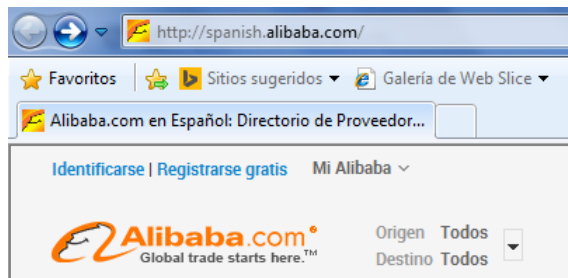 http://spanish.alibaba.com/
Favoritos Sitios sugeridos Galería de Web Slice
Alibaba.com en Español: Directorio de Proveedor...
Identificarse | Registrarse gratis Mi Alibaba
Alibaba.com
Global trade starts here.™
Origen Todos
Destino Todos